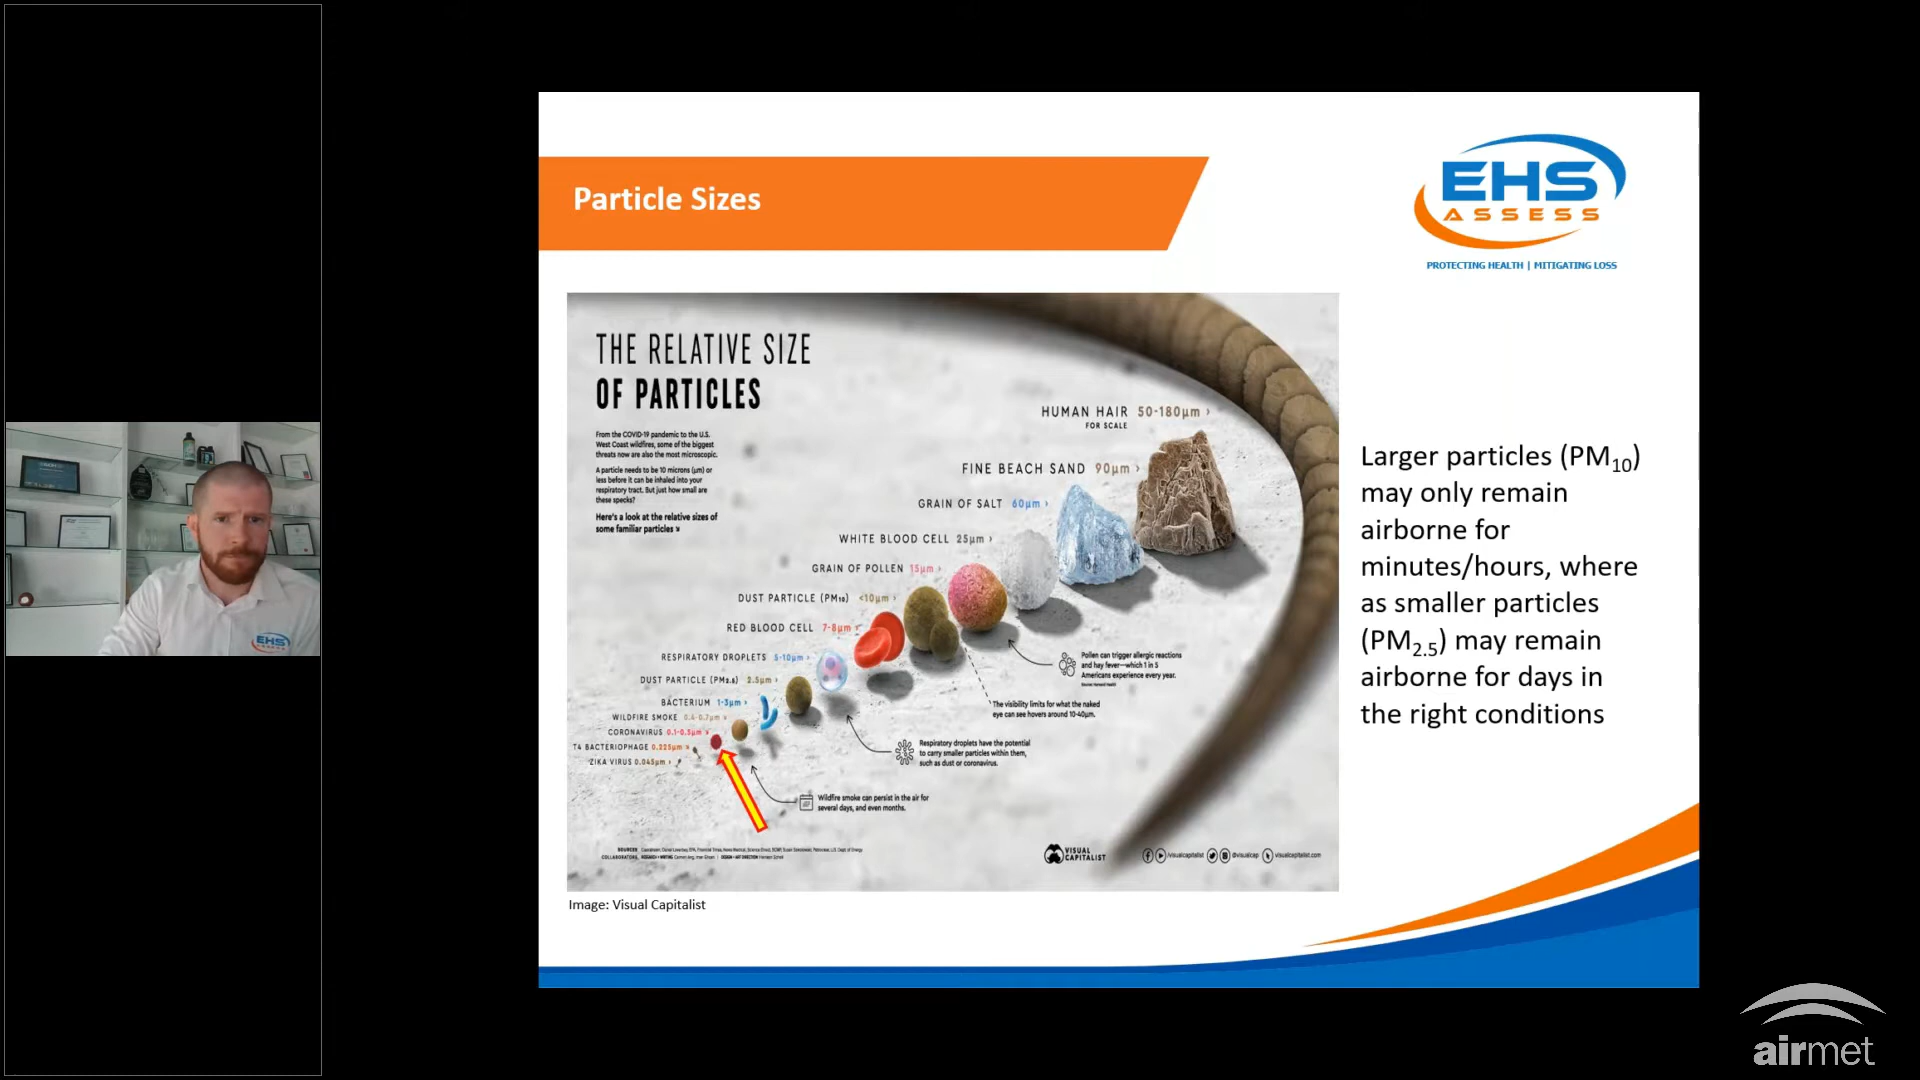 Particle Sizes
EHS
ASSESS
PROTECTING HEALTH | MITIGATING LOSS
THE RELATIVE SIZE
OF PARTICLES
From the COVID-19 pandemic to the U.S.
West Coast wildfires, some of the biggest
threats now are also the most microscopic.
A particle needs to be 10 microns (µm) or
less before it can be inhaled into your
respiratory tract. But just how small are
these specks?
Here's a look at the relative sizes of
some familiar particles
HUMAN HAIR 50-180µm ›
FOR SCALE
FINE BEACH SAND 90µm ›
GRAIN OF SALT 60µm ›
WHITE BLOOD CELL 25µm ›
GRAIN OF POLLEN 15µm ›
DUST PARTICLE (PM₁₀) <10µm ›
RED BLOOD CELL 7-8µm ›
RESPIRATORY DROPLETS 5-10µm ›
DUST PARTICLE (PM₂.₅) 2.5µm ›
BACTERIUM 1-3µm ›
WILDFIRE SMOKE 0.4-0.7µm ›
CORONAVIRUS 0.1-0.5µm ›
T4 BACTERIOPHAGE 0.225µm ›
ZIKA VIRUS 0.045µm ›
Pollen can trigger allergic reactions
and hay fever—which 1 in 5
Americans experience every year.
Source: Harvard Health
The visibility limits for what the naked
eye can see hovers around 10-40µm.
Respiratory droplets have the potential
to carry smaller particles within them,
such as dust or coronavirus.
Wildfire smoke can persist in the air for
several days, and even months.
SOURCES
COLLABORATORS
VISUAL
CAPITALIST
/visualcapitalist @visualcap visualcapitalist.com
Image: Visual Capitalist
Larger particles (PM₁₀)
may only remain
airborne for
minutes/hours, where
as smaller particles
(PM₂.₅) may remain
airborne for days in
the right conditions
EHS
airmet